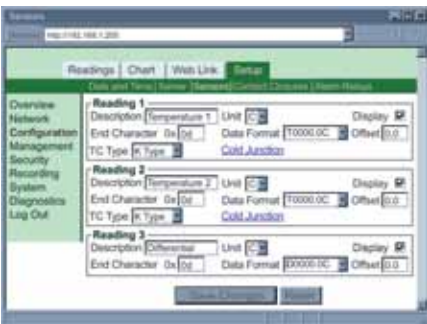 http://192.168.1.200
Readings | Chart | Web Link | Setup
Date and Time | Server | Sensors | Contact Closures | Alarm Relays
Overview
Network
Configuration
Management
Security
Recording
System
Diagnostics
Log Out
Reading 1
Description Temperature 1 Unit C Display
End Character 0x 0d Data Format T0000.0C Offset 0.0
TC Type K Type Cold Junction
Reading 2
Description Temperature 2 Unit C Display
End Character 0x 0d Data Format T0000.0C Offset 0.0
TC Type K Type Cold Junction
Reading 3
Description Differential Unit C Display
End Character 0x 0d Data Format D0000.0C Offset 0.0
Save Changes Reset